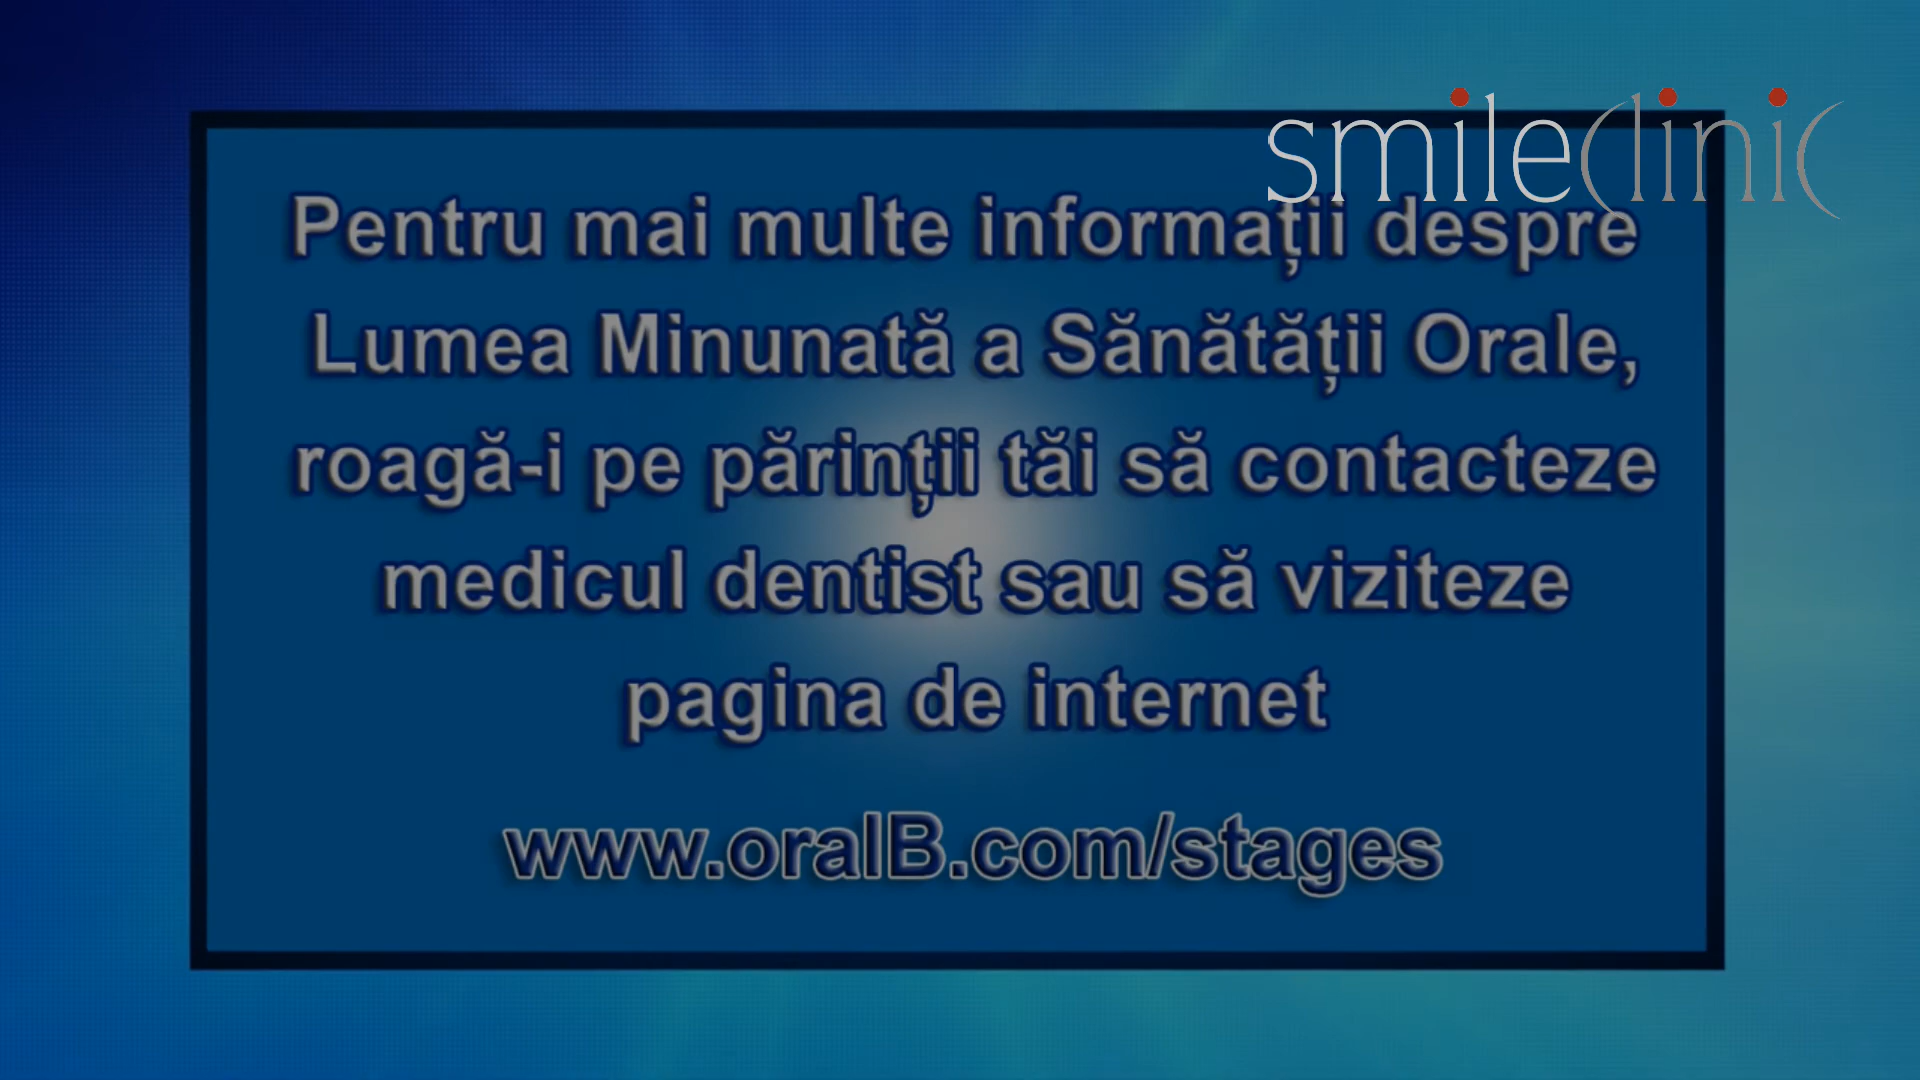 smileclinic
Pentru mai multe informații despre
Lumea Minunată a Sănătății Orale,
roagă-i pe părinții tăi să contacteze
medicul dentist sau să viziteze
pagina de internet
www.oralB.com/stages